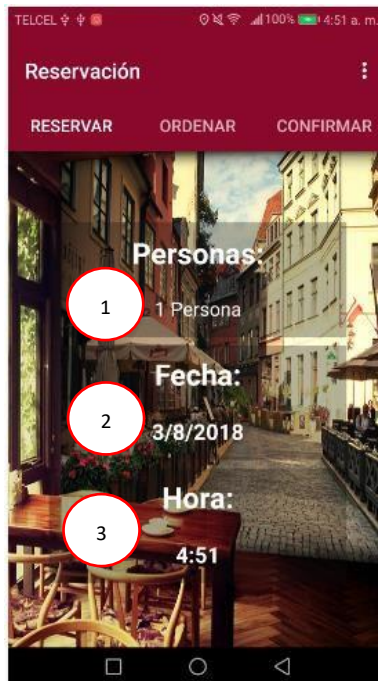 TELCEL 100% 4:51 a. m.
Reservación
RESERVAR ORDENAR CONFIRMAR
Personas:
1 1 Persona
Fecha:
2 3/8/2018
Hora:
3
4:51